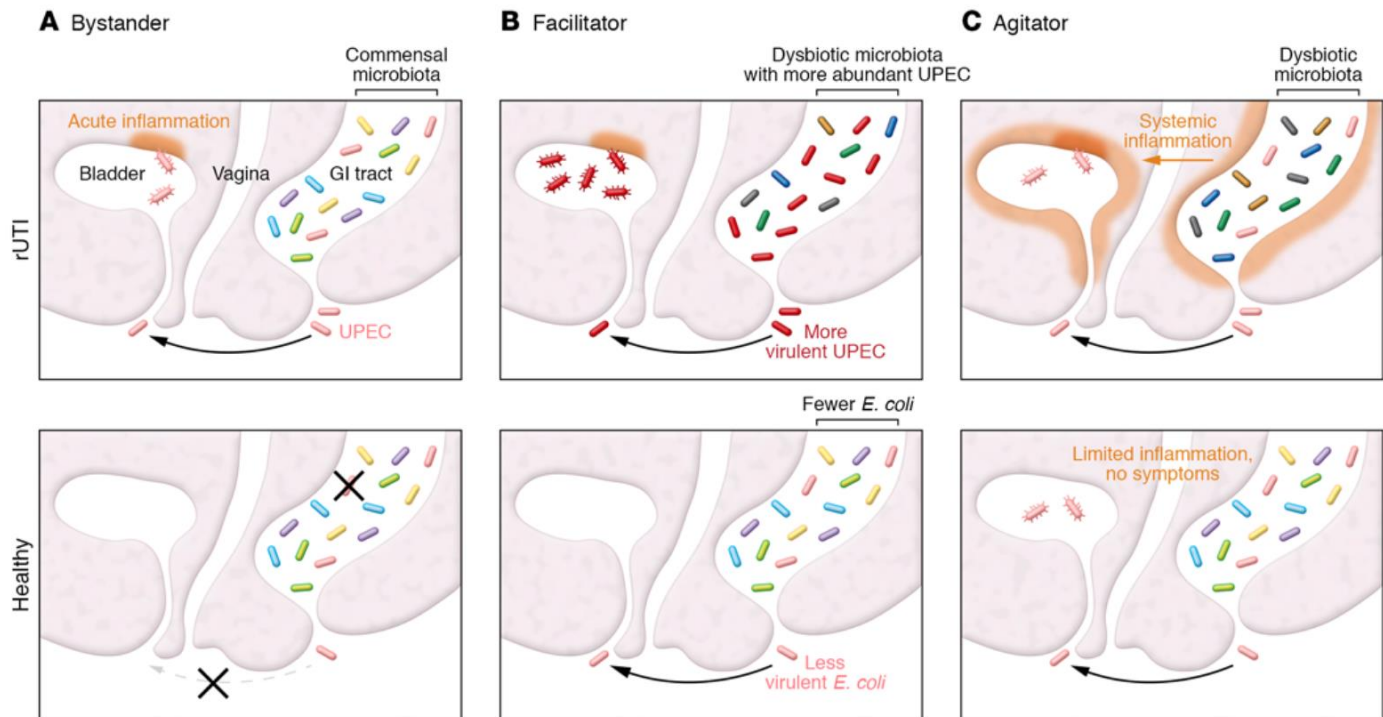 A Bystander
Commensal
microbiota
Acute inflammation
Bladder
Vagina
GI tract
UPEC
rUTI
B Facilitator
Dysbiotic microbiota
with more abundant UPEC
More
virulent UPEC
C Agitator
Dysbiotic
microbiota
Systemic
inflammation
Healthy
Fewer E. coli
Less
virulent E. coli
Limited inflammation,
no symptoms